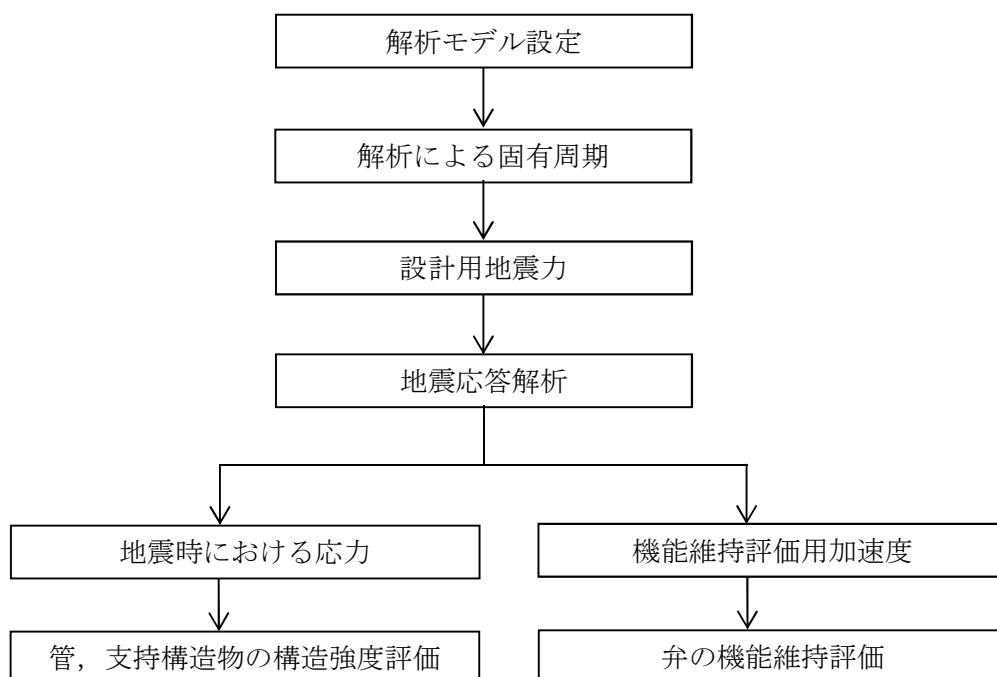 解析モデル設定
解析による固有周期
設計用地震力
地震応答解析
地震時における応力
機能維持評価用加速度
管，支持構造物の構造強度評価
弁の機能維持評価